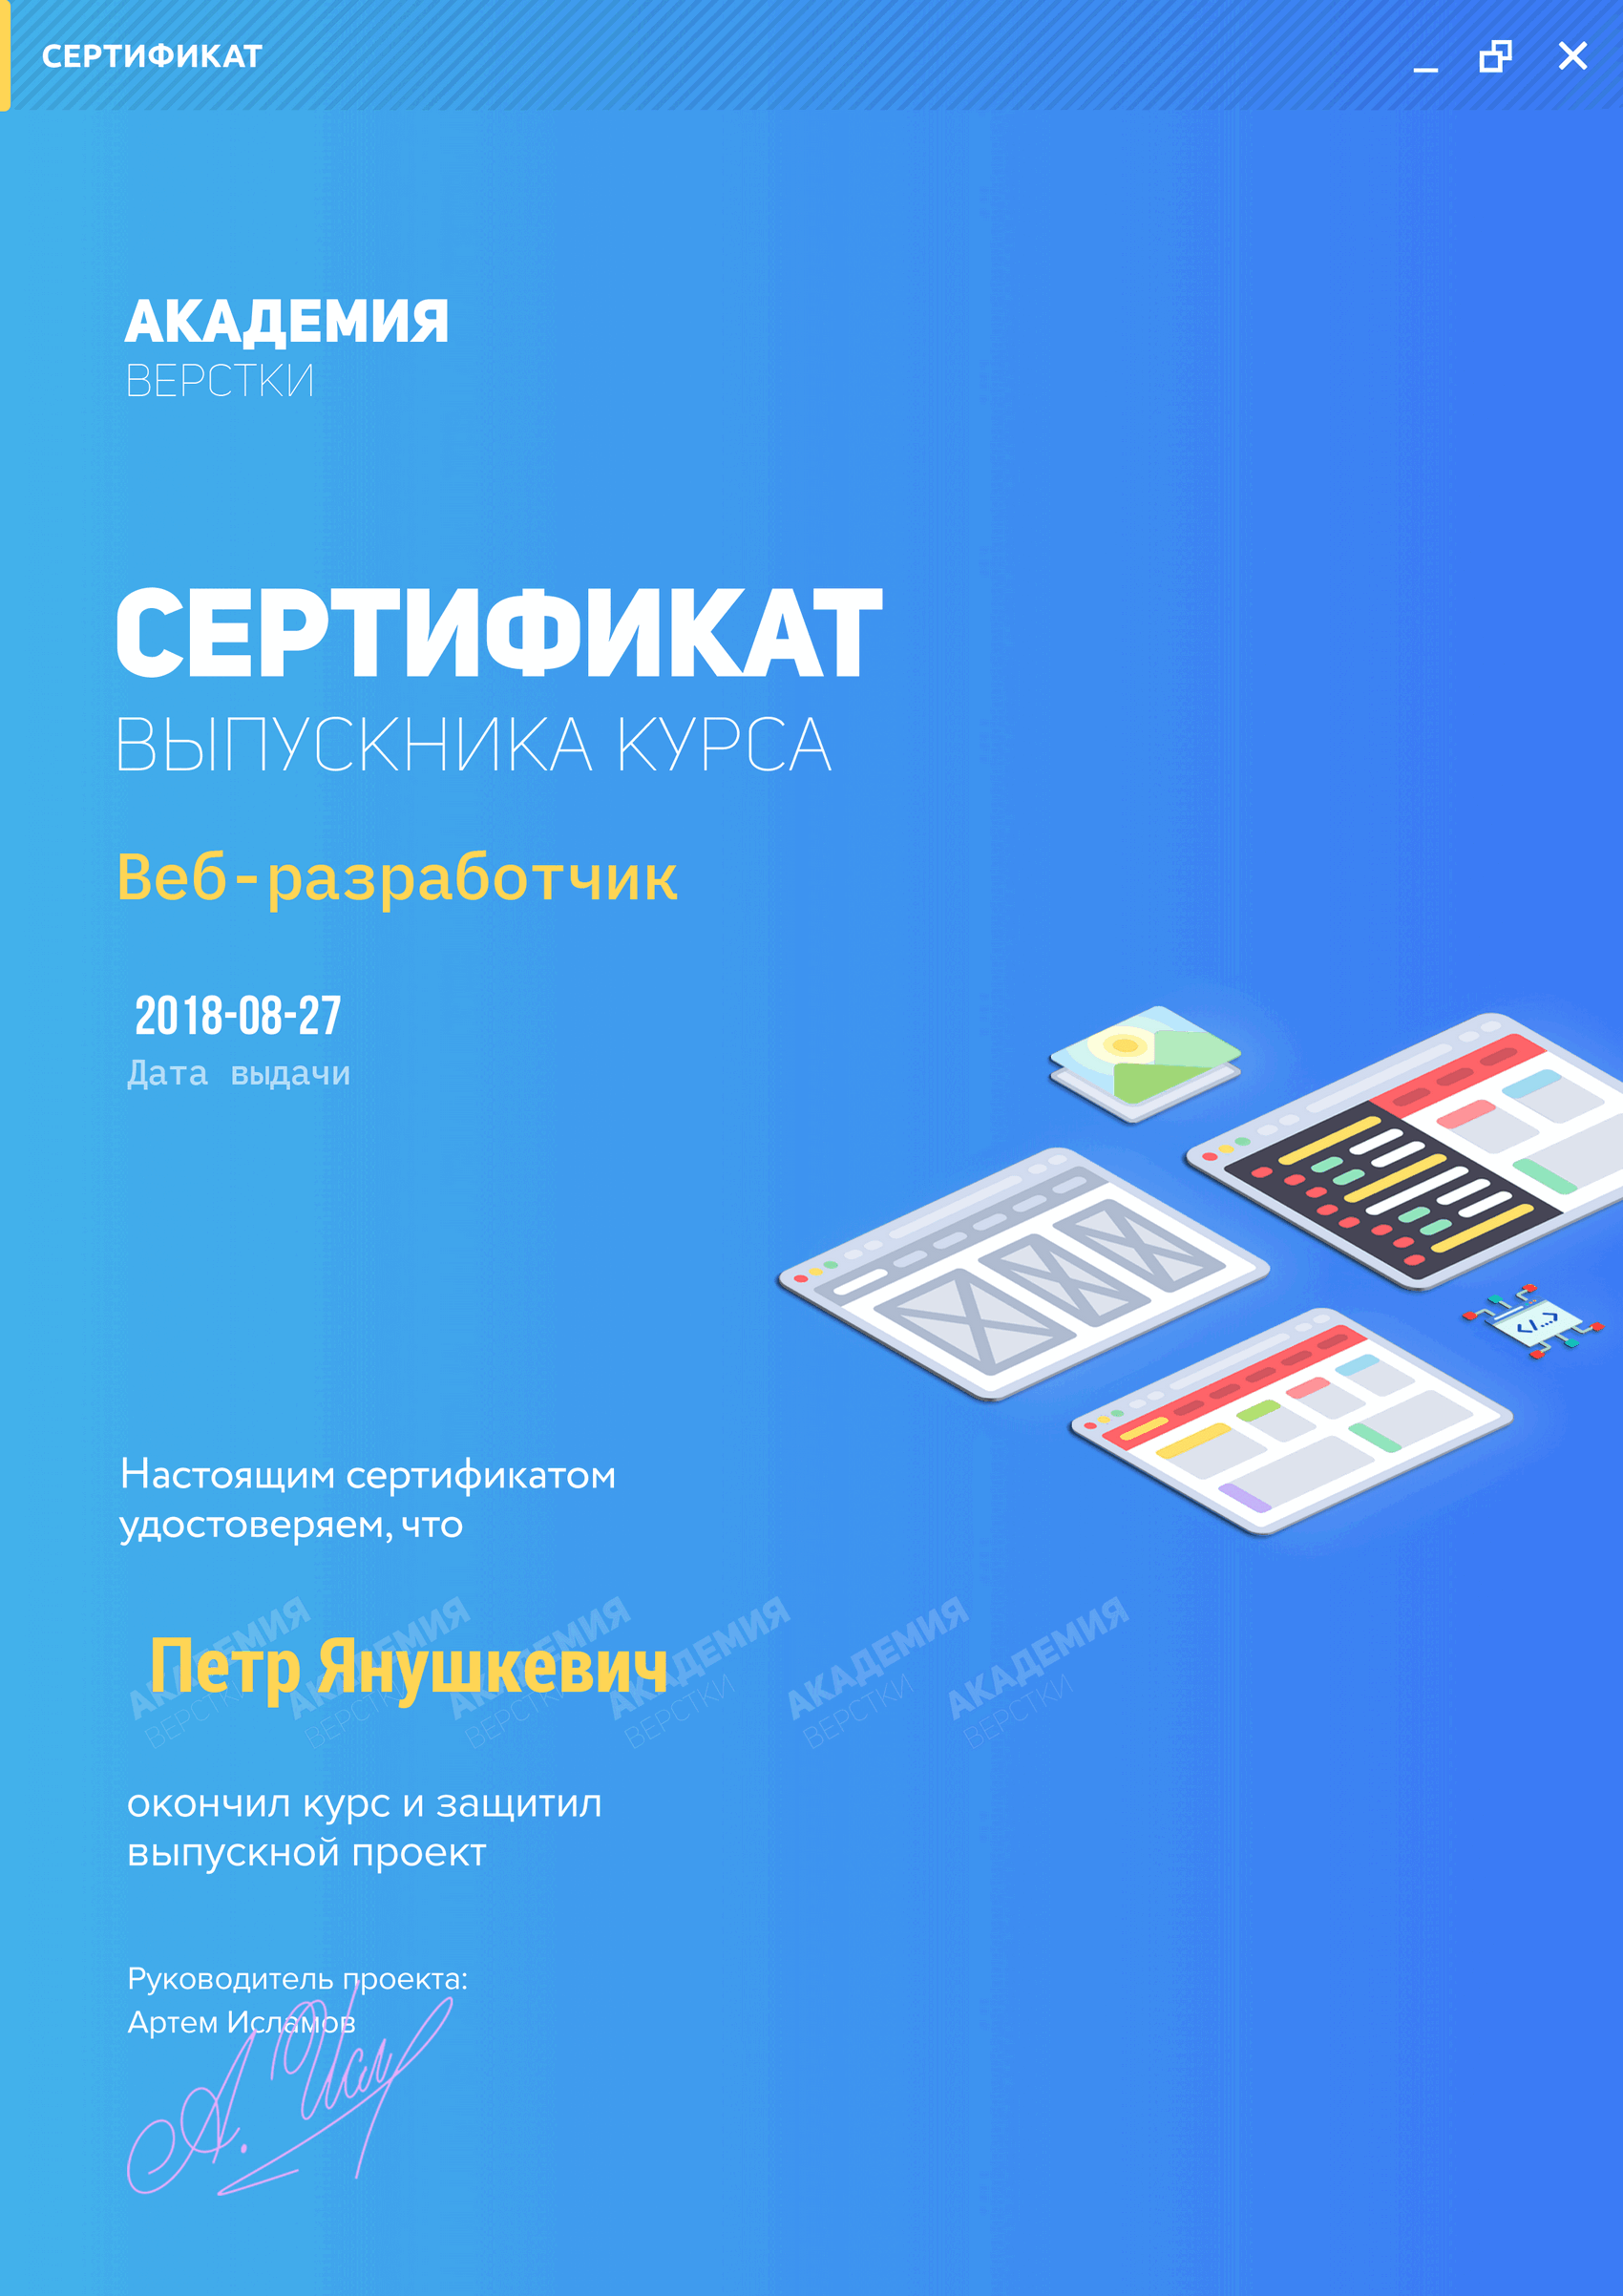 СЕРТИФИКАТ
АКАДЕМИЯ
ВЕРСТКИ
СЕРТИФИКАТ
ВЫПУСКНИКА КУРСА
Веб-разработчик
2018-08-27
Дата выдачи
</...>
Настоящим сертификатом
удостоверяем, что
АКАДЕМИЯ АКАДЕМИЯ АКАДЕМИЯ АКАДЕМИЯ АКАДЕМИЯ АКАДЕМИЯ
ВЕРСТКИ ВЕРСТКИ ВЕРСТКИ ВЕРСТКИ ВЕРСТКИ ВЕРСТКИ
Петр Янушкевич
окончил курс и защитил
выпускной проект
Руководитель проекта:
Артем Исламов
А. Исл